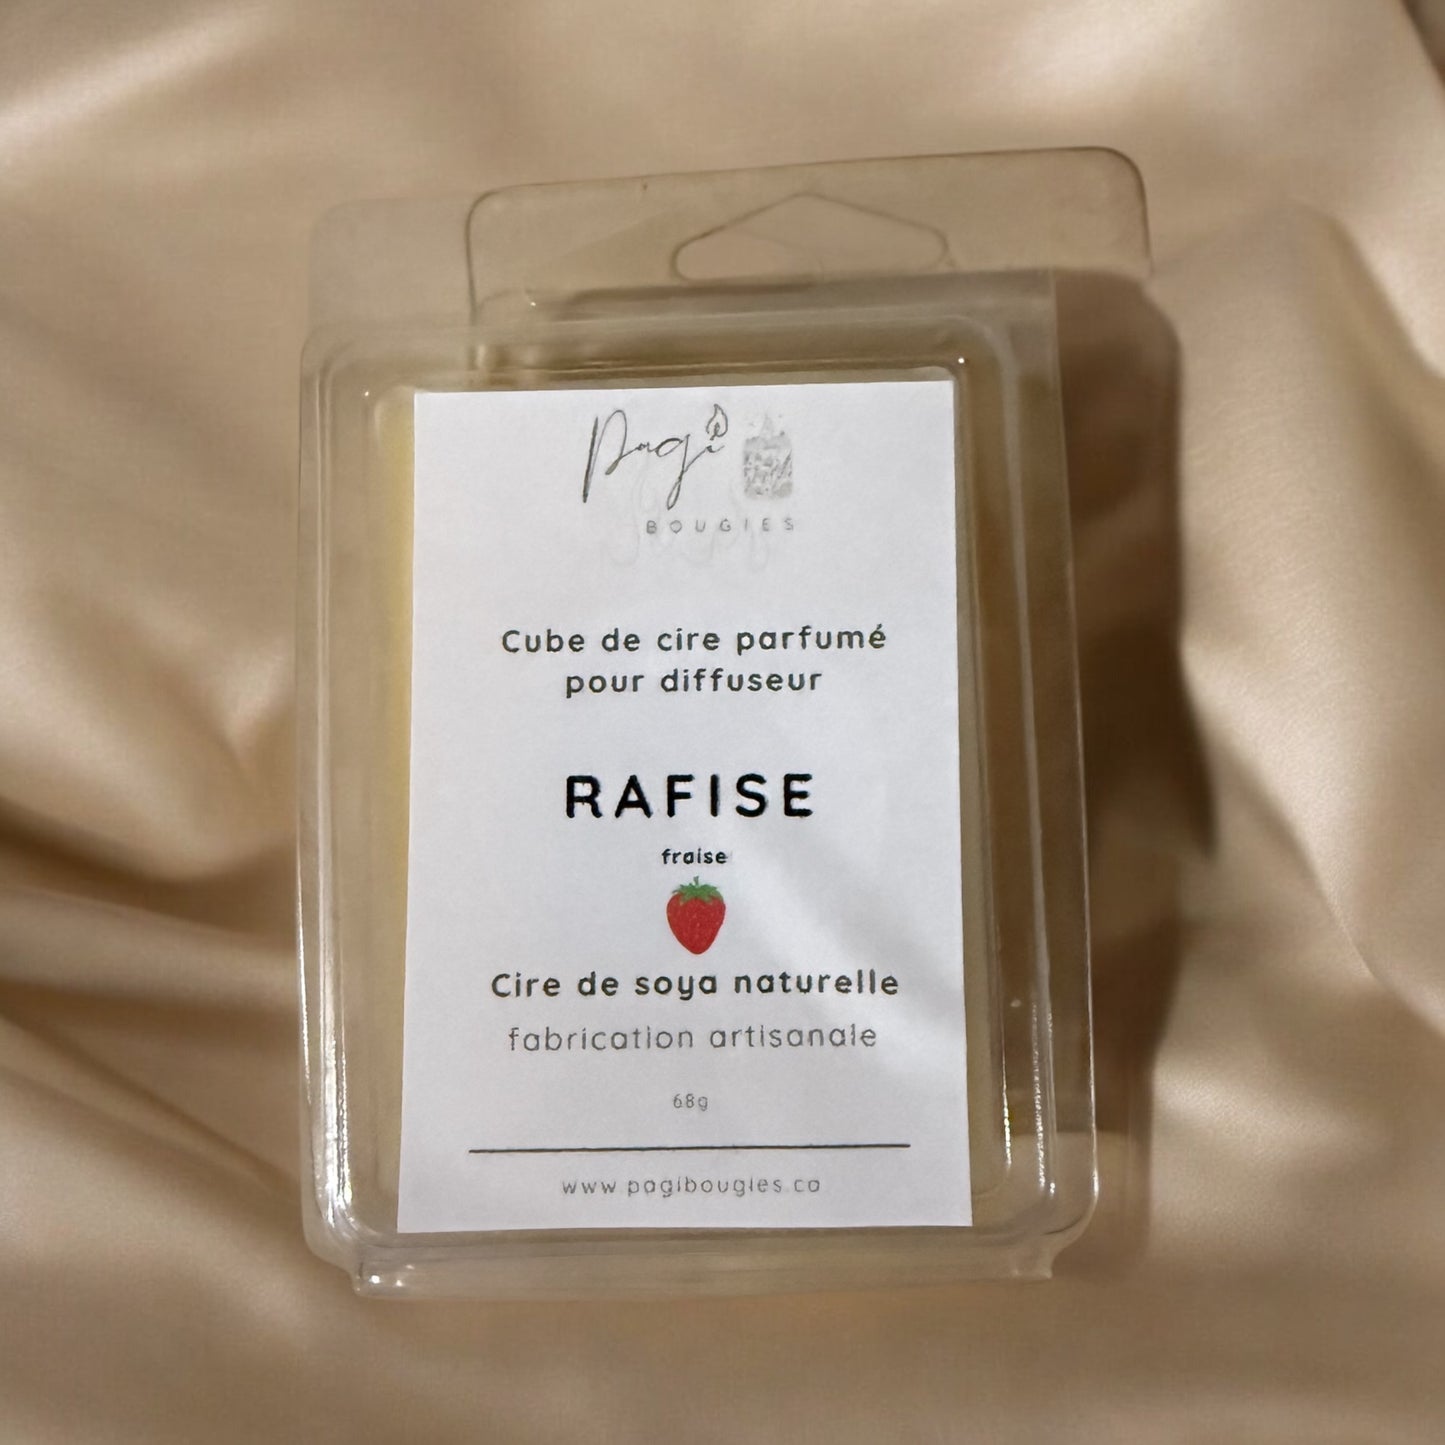 Pagi
BOUGIES
Cube de cire parfumé
pour diffuseur
RAFISE
fraise
Cire de soya naturelle
fabrication artisanale
68g
www.pagibougies.ca